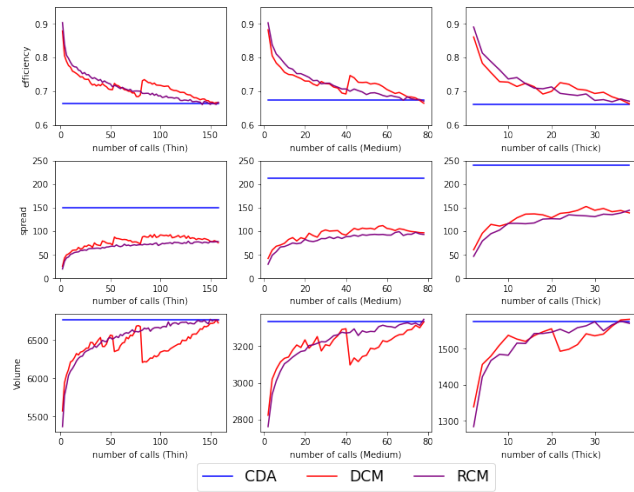 efficiency
0.9
0.8
0.7
0.6
0 50 100 150
number of calls (Thin)
0.9
0.8
0.7
0.6
0 20 40 60 80
number of calls (Medium)
0.9
0.8
0.7
0.6
0 10 20 30
number of calls (Thick)
spread
250
200
150
100
50
0
0 50 100 150
number of calls (Thin)
250
200
150
100
50
0
0 20 40 60 80
number of calls (Medium)
250
200
150
100
50
0
0 10 20 30
number of calls (Thick)
Volume
6500
6000
5500
0 50 100 150
number of calls (Thin)
3200
3000
2800
0 20 40 60 80
number of calls (Medium)
1500
1400
1300
0 10 20 30
number of calls (Thick)
CDA DCM RCM